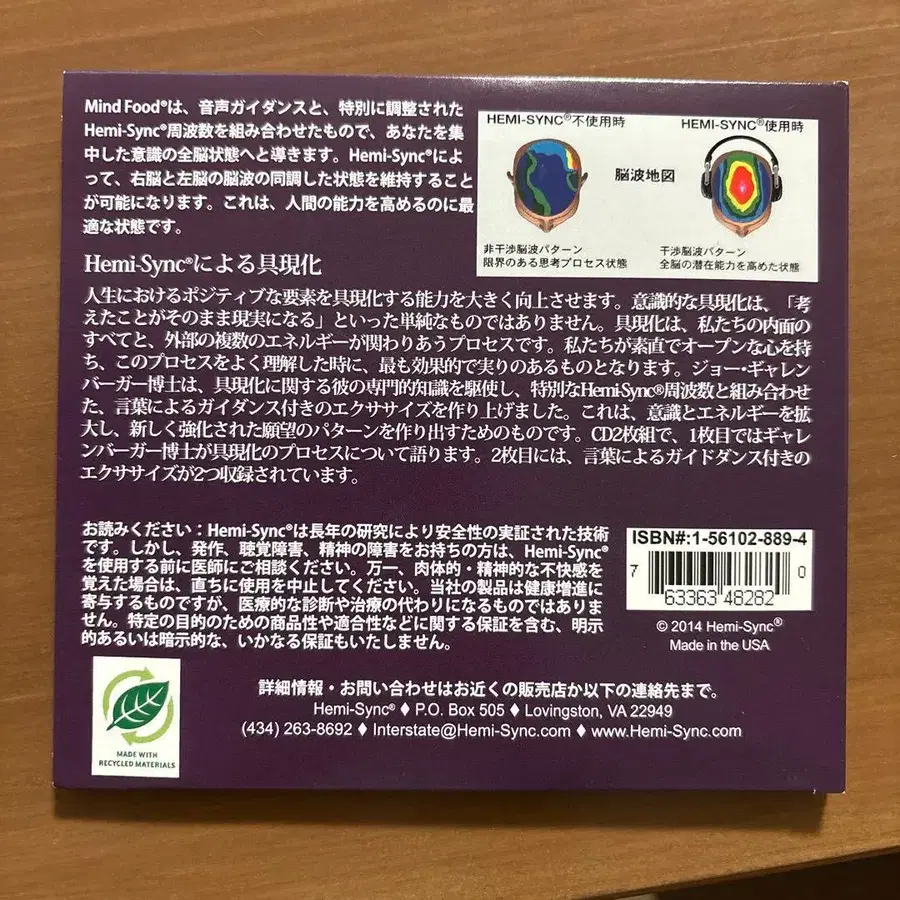 Mind Food®は、音声ガイダンスと、特別に調整された
Hemi-Sync®周波数を組み合わせたもので、あなたを集
中した意識の全脳状態へと導きます。Hemi-Sync®によ
って、右脳と左脳の脳波の同調した状態を維持すること
が可能になります。これは、人間の能力を高めるのに最
適な状態です。
HEMI-SYNC®不使用時
HEMI-SYNC®使用時
脳波地図
非干渉脳波パターン
限界のある思考プロセス状態
干渉脳波パターン
全脳の潜在能力を高めた状態
Hemi-Sync®による具現化
人生におけるポジティブな要素を具現化する能力を大きく向上させます。意識的な具現化は、「考
えたことがそのまま現実になる」といった単純なものではありません。具現化は、私たちの内面の
すべてと、外部の複数のエネルギーが関わりあうプロセスです。私たちが素直でオープンな心を持
ち、このプロセスをよく理解した時に、最も効果的で実りのあるものとなります。ジョー・ギャレン
バーガー博士は、具現化に関する彼の専門的知識を駆使し、特別なHemi-Sync®周波数と組み合わせ
た、言葉によるガイダンス付きのエクササイズを作り上げました。これは、意識とエネルギーを拡
大し、新しく強化された願望のパターンを作り出すためのものです。CD2枚組で、1枚目ではギャレ
ンバーガー博士が具現化のプロセスについて語ります。2枚目には、言葉によるガイドダンス付きの
エクササイズが2つ収録されています。
お読みください：Hemi-Sync®は長年の研究により安全性の実証された技術
です。しかし、発作、聴覚障害、精神の障害をお持ちの方は、Hemi-Sync®
を使用する前に医師にご相談ください。万一、肉体的・精神的な不快感を
覚えた場合は、直ちに使用を中止してください。当社の製品は健康増進に
寄与するものですが、医療的な診断や治療の代わりになるものではありま
せん。特定の目的のための商品性や適合性などに関する保証を含む、明示
的あるいは暗示的な、いかなる保証もいたしません。
ISBN#:1-56102-889-4
7 63363 48282 0
© 2014 Hemi-Sync®
Made in the USA
MADE WITH
RECYCLED MATERIALS
詳細情報・お問い合わせはお近くの販売店か以下の連絡先まで。
Hemi-Sync® ♦ P.O. Box 505 ♦ Lovingston, VA 22949
(434) 263-8692 ♦ Interstate@Hemi-Sync.com ♦ www.Hemi-Sync.com